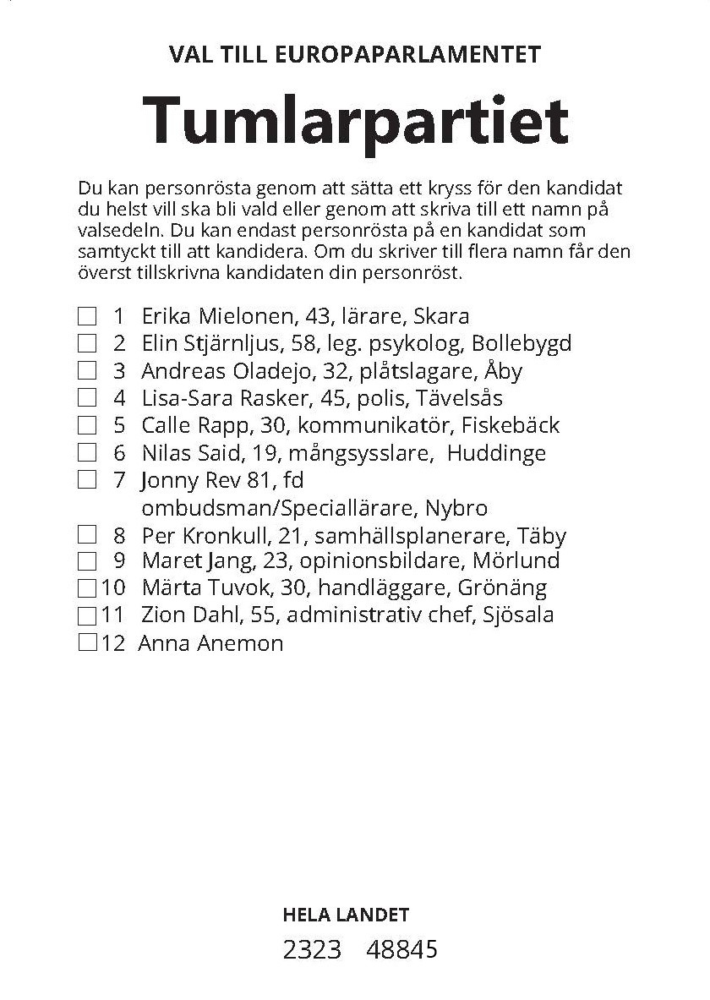 VAL TILL EUROPAPARLAMENTET
Tumlarpartiet
Du kan personrösta genom att sätta ett kryss för den kandidat
du helst vill ska bli vald eller genom att skriva till ett namn på
valsedeln. Du kan endast personrösta på en kandidat som
samtyckt till att kandidera. Om du skriver till flera namn får den
överst tillskrivna kandidaten din personröst.
1 Erika Mielonen, 43, lärare, Skara
2 Elin Stjärnljus, 58, leg. psykolog, Bollebygd
3 Andreas Oladejo, 32, plåtslagare, Åby
4 Lisa-Sara Rasker, 45, polis, Tävelsås
5 Calle Rapp, 30, kommunikatör, Fiskebäck
6 Nilas Said, 19, mångsysslare, Huddinge
7 Jonny Rev 81, fd
ombudsman/Speciallärare, Nybro
8 Per Kronkull, 21, samhällsplanerare, Täby
9 Maret Jang, 23, opinionsbildare, Mörlund
10 Märta Tuvok, 30, handläggare, Grönäng
11 Zion Dahl, 55, administrativ chef, Sjösala
12 Anna Anemon
HELA LANDET
2323 48845